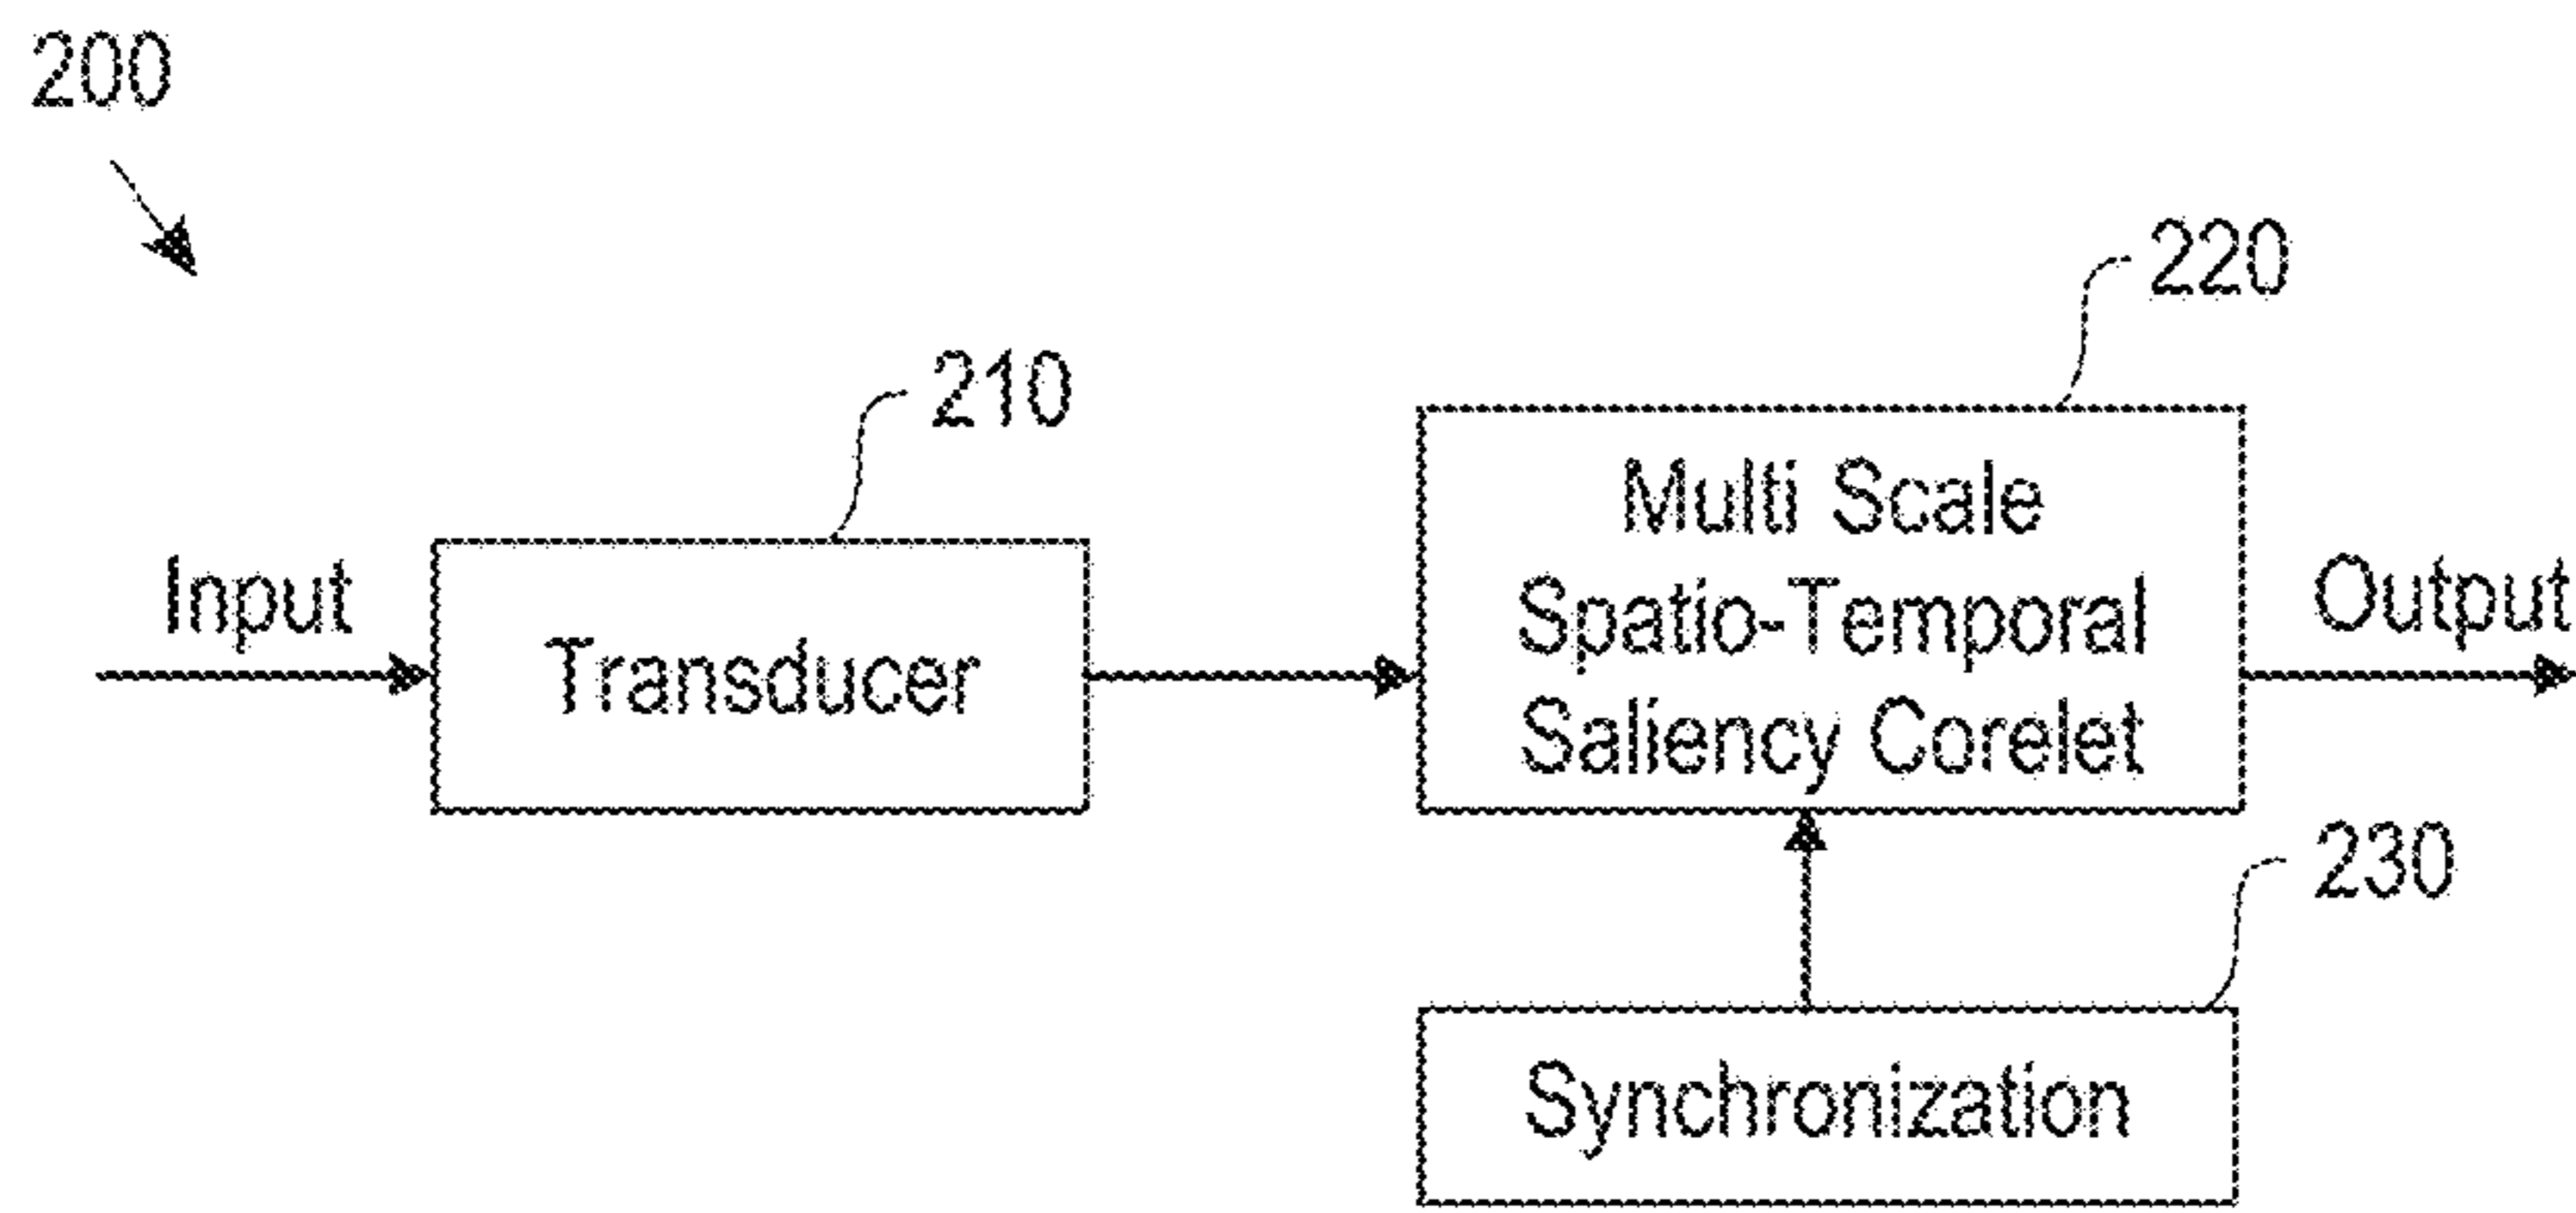 200
220
210
Multi Scale
Input
Spatio-Temporal
Output
Transducer
Saliency Corelet
230
Synchronization